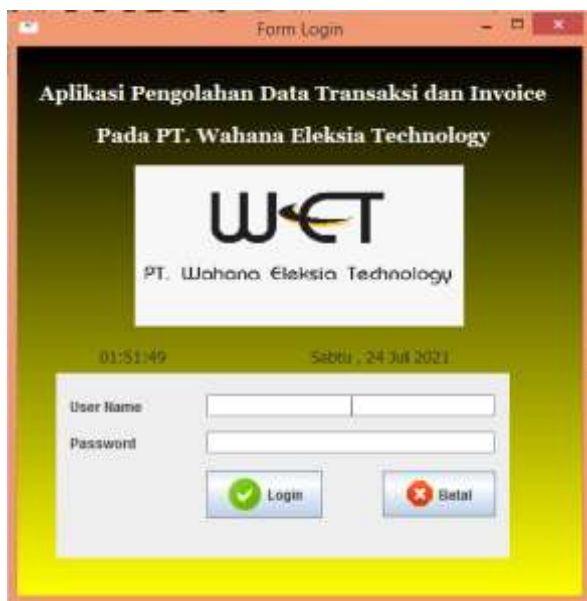 Form Login
Aplikasi Pengolahan Data Transaksi dan Invoice
Pada PT. Wahana Eleksia Technology
WET
PT. Wahana Eleksia Technology
01:51:49
Sabtu , 24 Juli 2021
User Name
Password
Login
Batal